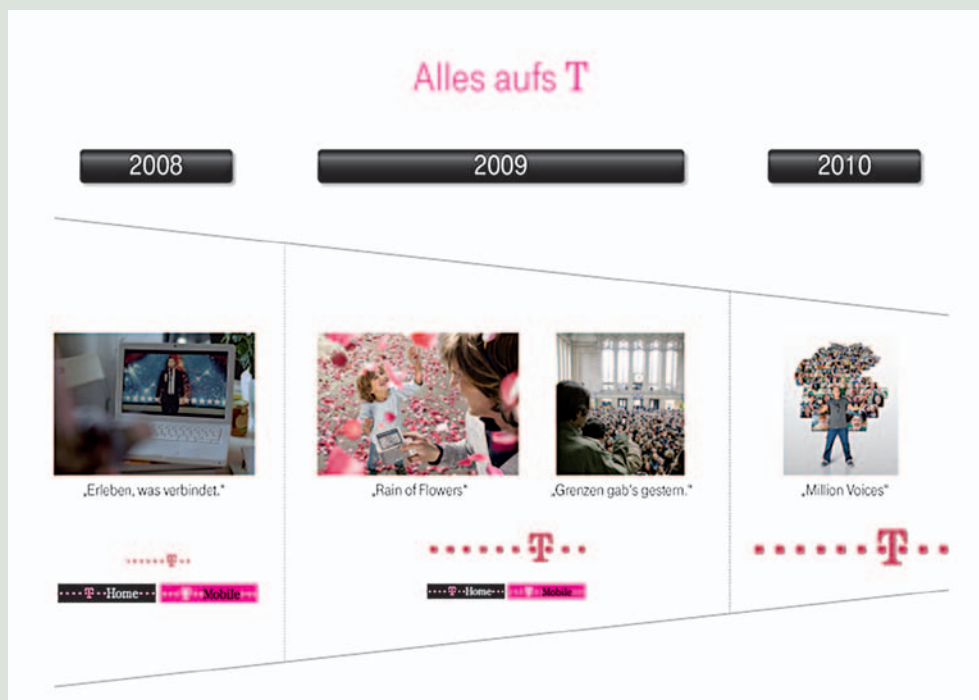 Alles aufs T
2008
2009
2010
„Erleben, was verbindet.“
„Rain of Flowers“
„Grenzen gab's gestern.“
„Million Voices“
T
T
T
T Home
T Mobile
T Home
T Mobile